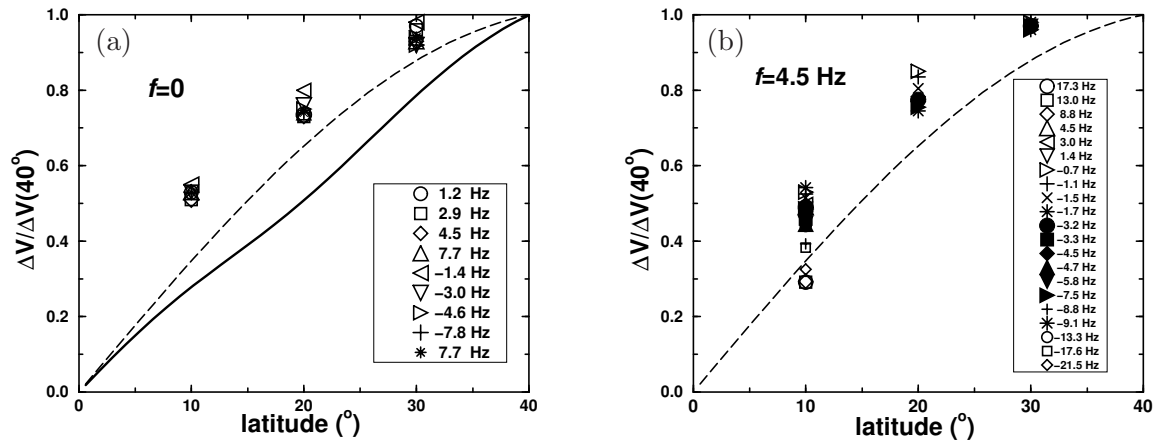 (a)
f=0
ΔV/ΔV(40°)
1.0
0.8
0.6
0.4
0.2
0.0
0
10
20
30
40
latitude (°)
1.2 Hz
2.9 Hz
4.5 Hz
7.7 Hz
−1.4 Hz
−3.0 Hz
−4.6 Hz
−7.8 Hz
7.7 Hz
(b)
f=4.5 Hz
ΔV/ΔV(40°)
1.0
0.8
0.6
0.4
0.2
0.0
0
10
20
30
40
latitude (°)
17.3 Hz
13.0 Hz
8.8 Hz
4.5 Hz
3.0 Hz
1.4 Hz
−0.7 Hz
−1.1 Hz
−1.5 Hz
−1.7 Hz
−3.2 Hz
−3.3 Hz
−4.5 Hz
−4.7 Hz
−5.8 Hz
−7.5 Hz
−8.8 Hz
−9.1 Hz
−13.3 Hz
−17.6 Hz
−21.5 Hz